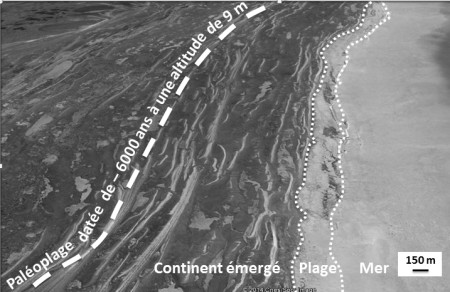 Paléoplage datée de - 6000 ans à une altitude de 9 m
Continent émergé Plage Mer
150 m